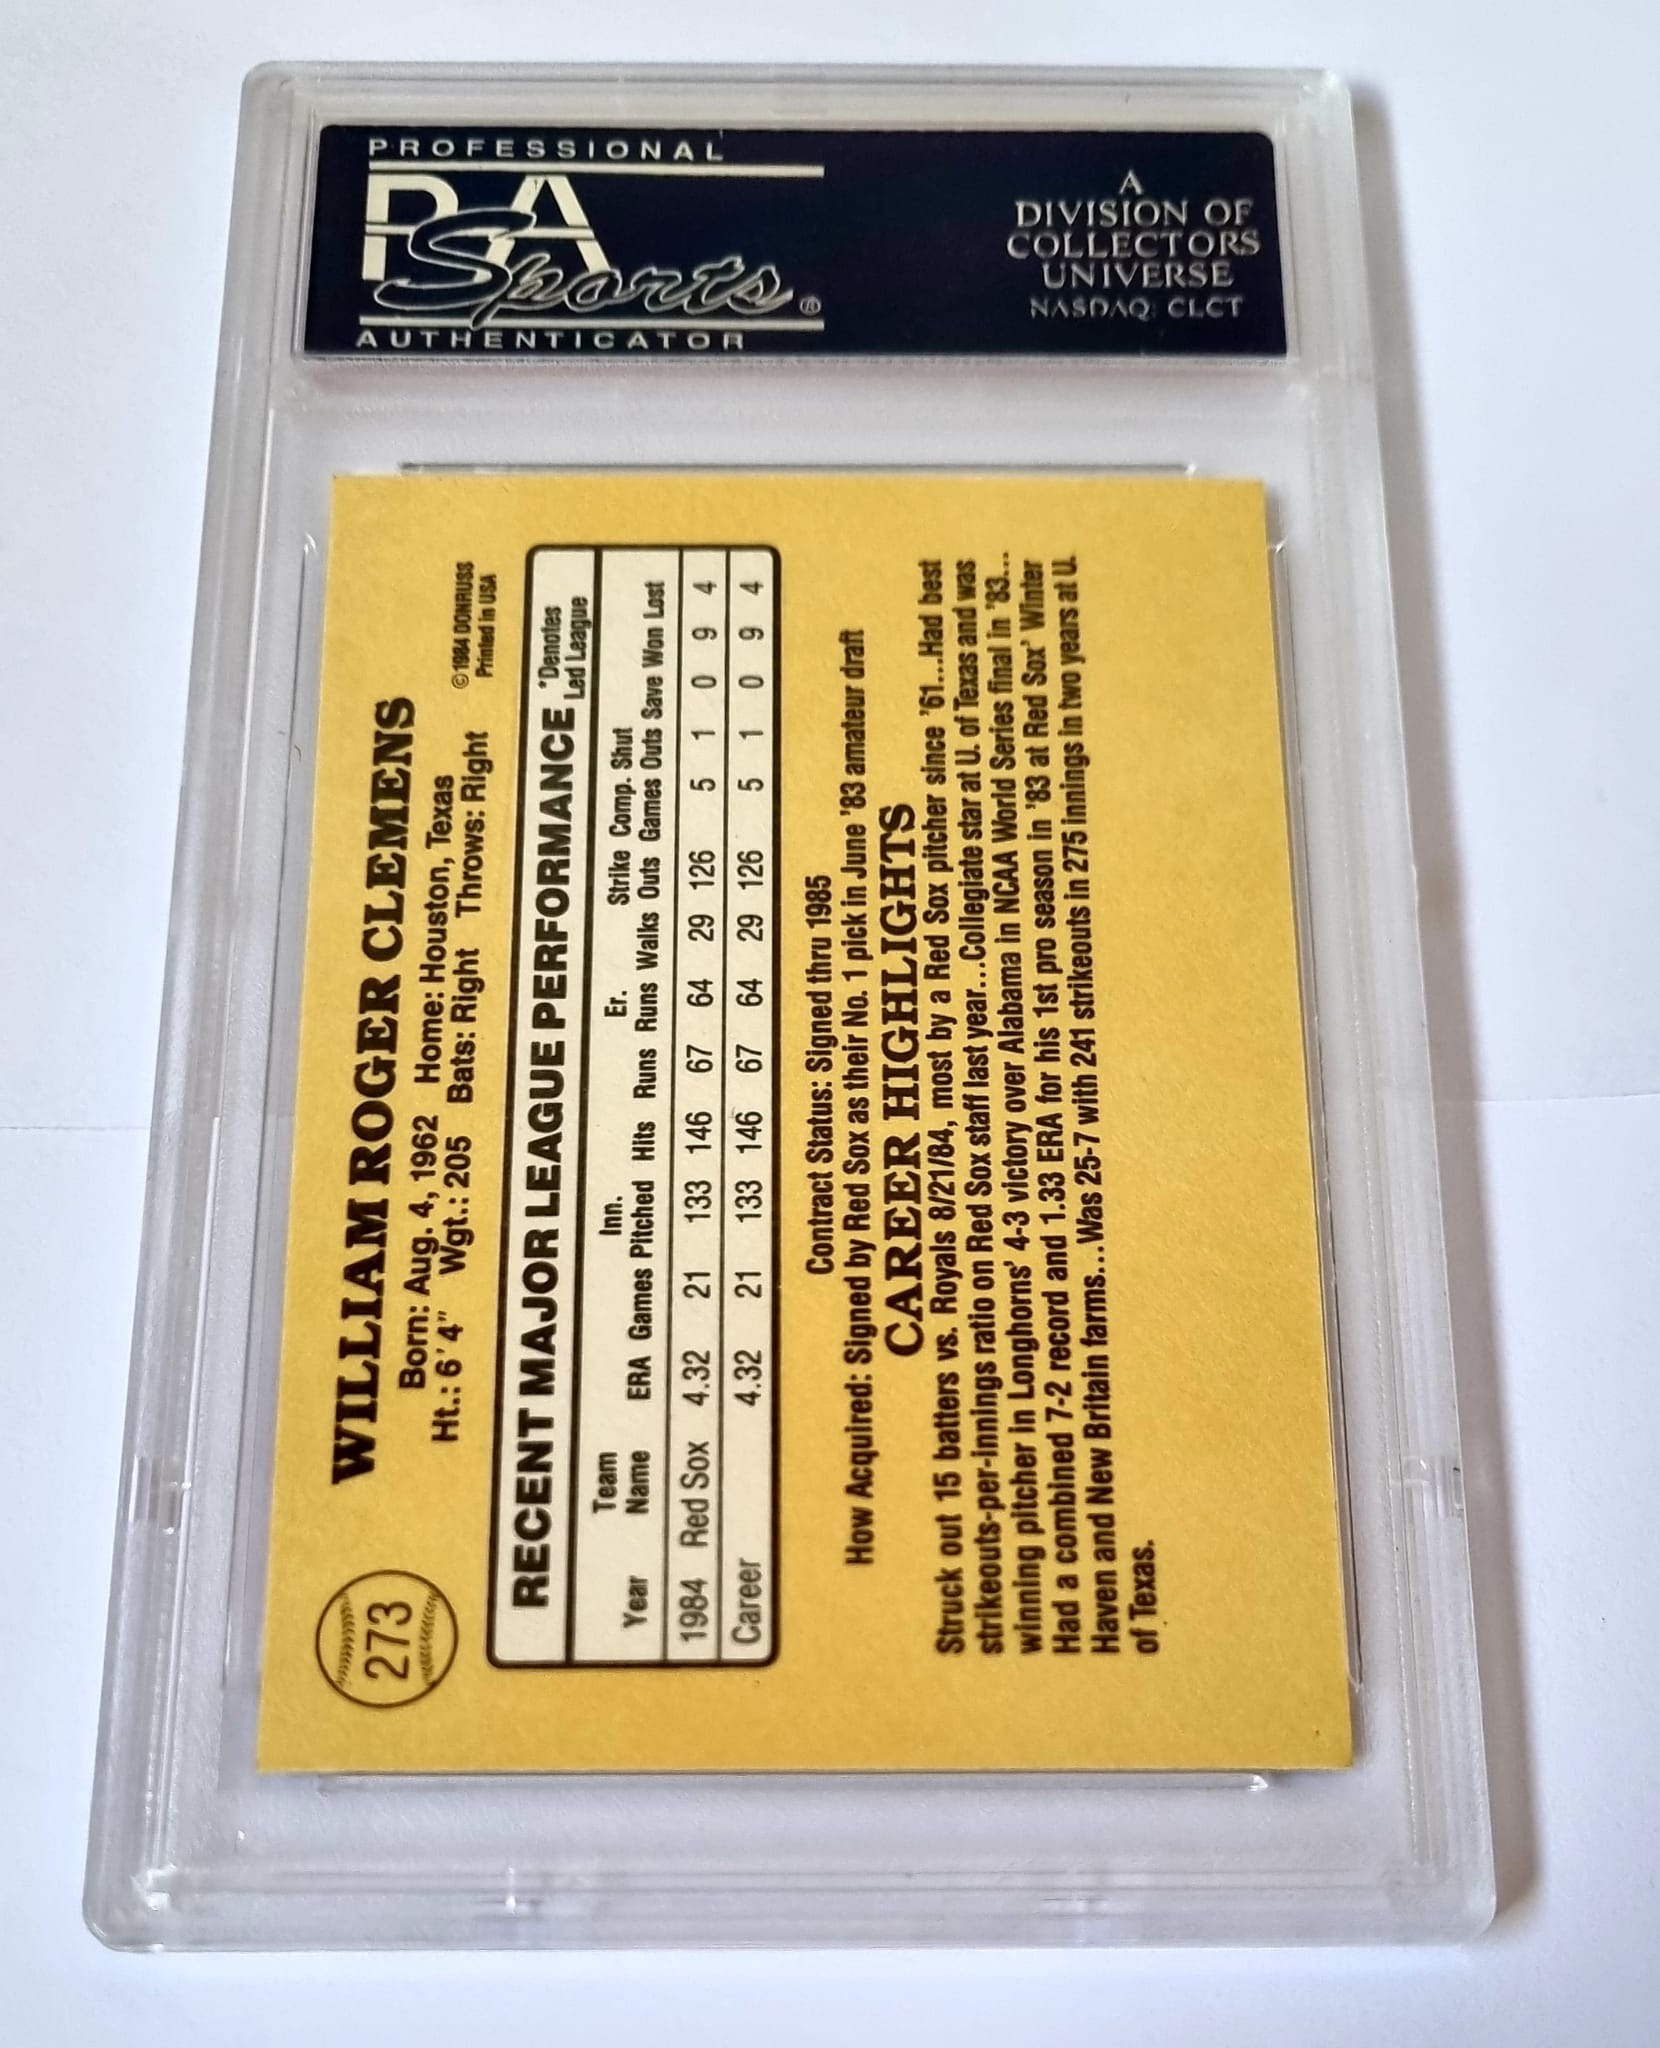 PROFESSIONAL
PSA
Sports®
AUTHENTICATOR
A
DIVISION OF
COLLECTORS
UNIVERSE
NASDAQ: CLCT
273
WILLIAM ROGER CLEMENS
Born: Aug. 4, 1962 Home: Houston, Texas
Ht.: 6'4" Wgt.: 205 Bats: Right Throws: Right
©1984 DONRUSS
Printed in USA
RECENT MAJOR LEAGUE PERFORMANCE
*Denotes
Led League
Team Inn. Er. Strike Comp. Shut
Year Name ERA Games Pitched Hits Runs Runs Walks Outs Games Outs Save Won Lost
1984 Red Sox 4.32 21 133 146 67 64 29 126 5 1 0 9 4
Career 4.32 21 133 146 67 64 29 126 5 1 0 9 4
Contract Status: Signed thru 1985
How Acquired: Signed by Red Sox as their No. 1 pick in June '83 amateur draft
CAREER HIGHLIGHTS
Struck out 15 batters vs. Royals 8/21/84, most by a Red Sox pitcher since '61...Had best
strikeouts-per-innings ratio on Red Sox staff last year...Collegiate star at U. of Texas and was
winning pitcher in Longhorns' 4-3 victory over Alabama in NCAA World Series final in '83...
Had a combined 7-2 record and 1.33 ERA for his 1st pro season in '83 at Red Sox' Winter
Haven and New Britain farms...Was 25-7 with 241 strikeouts in 275 innings in two years at U.
of Texas.